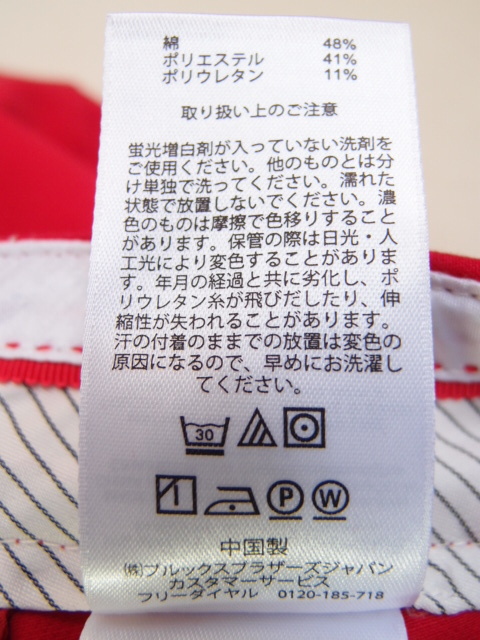 綿 48%
ポリエステル 41%
ポリウレタン 11%
取り扱い上のご注意
蛍光増白剤が入っていない洗剤を
ご使用ください。他のものとは分
け単独で洗ってください。濡れた
状態で放置しないでください。濃
色のものは摩擦で色移りすること
があります。保管の際は日光・人
工光により変色することがありま
す。年月の経過と共に劣化し、ポ
リウレタン糸が飛びだしたり、伸
縮性が失われることがあります。
汗の付着のままでの放置は変色の
原因になるので、早めにお洗濯し
てください。
30
P W
中国製
㈱ブルックスブラザーズジャパン
カスタマーサービス
フリーダイヤル 0120-185-718